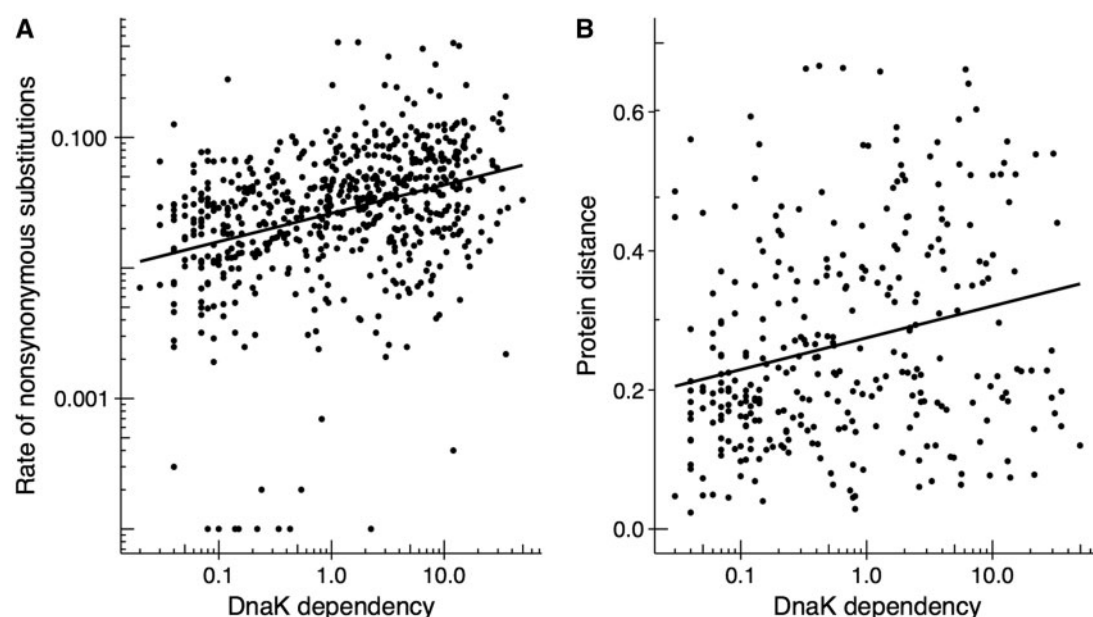 A
Rate of nonsynonymous substitutions
0.100
0.001
0.1
1.0
10.0
DnaK dependency
B
Protein distance
0.6
0.4
0.2
0.0
0.1
1.0
10.0
DnaK dependency